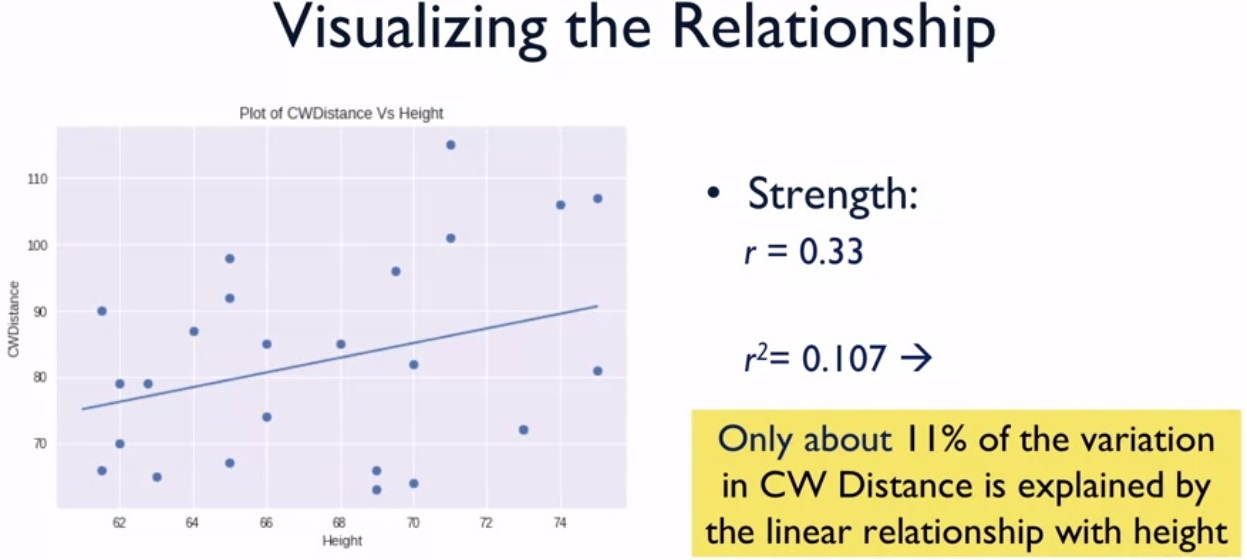 Visualizing the Relationship
Plot of CWDistance Vs Height
CWDistance
110
100
90
80
70
62 64 66 68 70 72 74
Height
• Strength:
r = 0.33
r²= 0.107 →
Only about 11% of the variation
in CW Distance is explained by
the linear relationship with height